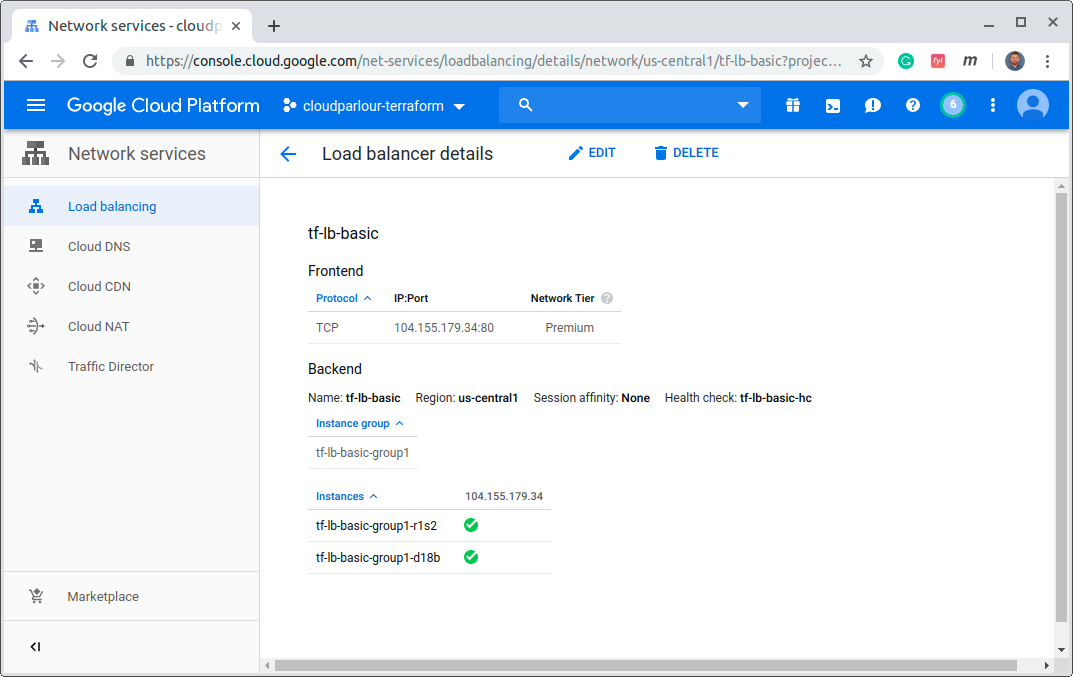 Network services - cloudp
https://console.cloud.google.com/net-services/loadbalancing/details/network/us-central1/tf-lb-basic?projec...
fyi
m
Google Cloud Platform
cloudparlour-terraform
6
Network services
Load balancer details
EDIT
DELETE
Load balancing
Cloud DNS
Cloud CDN
Cloud NAT
Traffic Director
Marketplace
tf-lb-basic
Frontend
Protocol IP:Port Network Tier ?
TCP 104.155.179.34:80 Premium
Backend
Name: tf-lb-basic Region: us-central1 Session affinity: None Health check: tf-lb-basic-hc
Instance group
tf-lb-basic-group1
Instances 104.155.179.34
tf-lb-basic-group1-r1s2
tf-lb-basic-group1-d18b